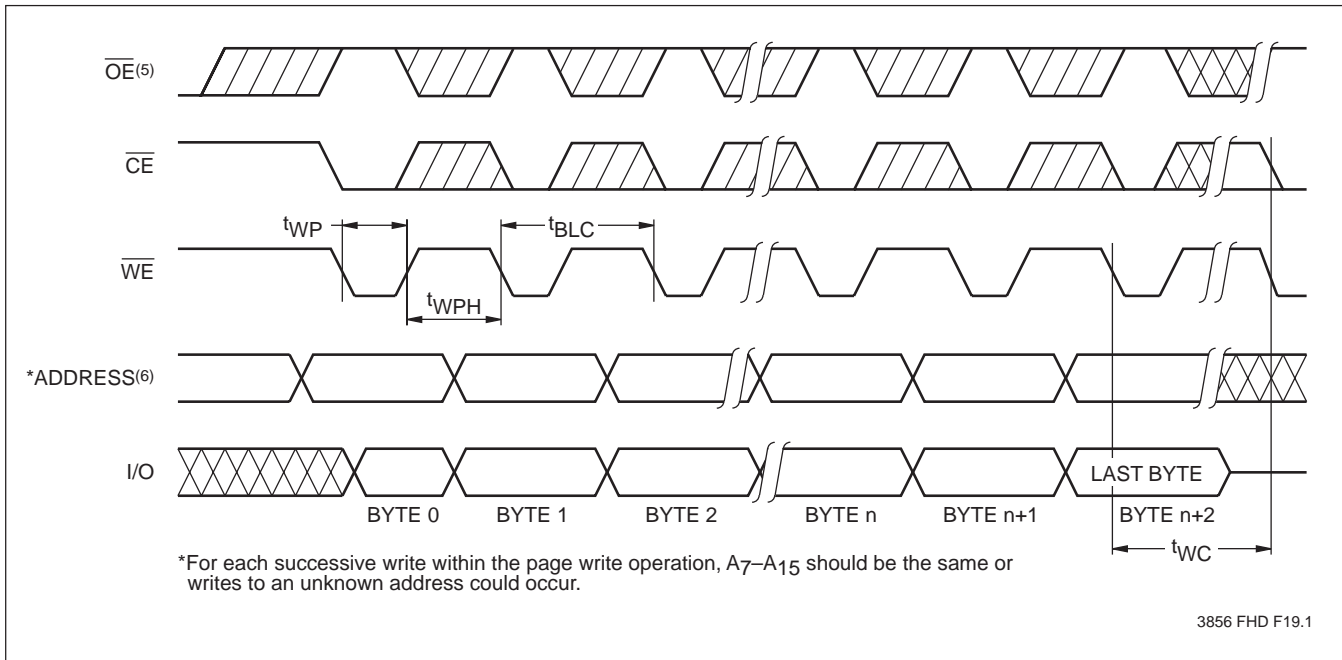 OE(5)
CE
tWP
tBLC
WE
tWPH
*ADDRESS(6)
I/O
LAST BYTE
BYTE 0 BYTE 1 BYTE 2 BYTE n BYTE n+1 BYTE n+2
tWC
*For each successive write within the page write operation, A7–A15 should be the same or
writes to an unknown address could occur.
3856 FHD F19.1